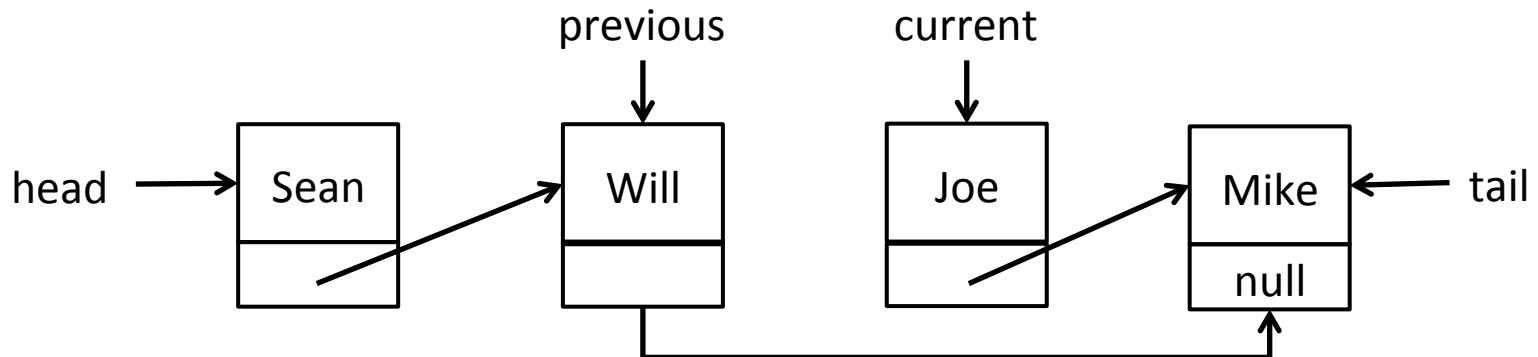 previous
current
head
Sean
Will
Joe
Mike
tail
null